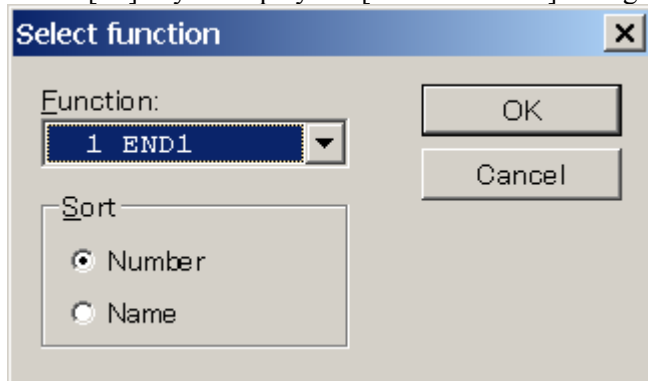 Select function
Function:
1 END1
OK
Cancel
Sort
Number
Name